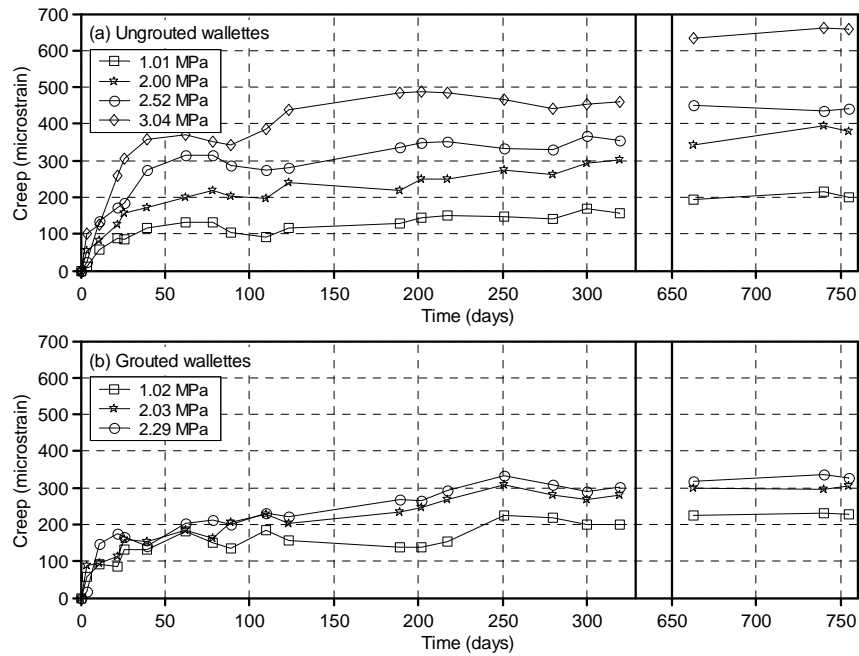 (a) Ungrouted wallettes
1.01 MPa
2.00 MPa
2.52 MPa
3.04 MPa
Creep (microstrain)
700
600
500
400
300
200
100
0
0 50 100 150 200 250 300 650 700 750
Time (days)
(b) Grouted wallettes
1.02 MPa
2.03 MPa
2.29 MPa
Creep (microstrain)
700
600
500
400
300
200
100
0
0 50 100 150 200 250 300 650 700 750
Time (days)